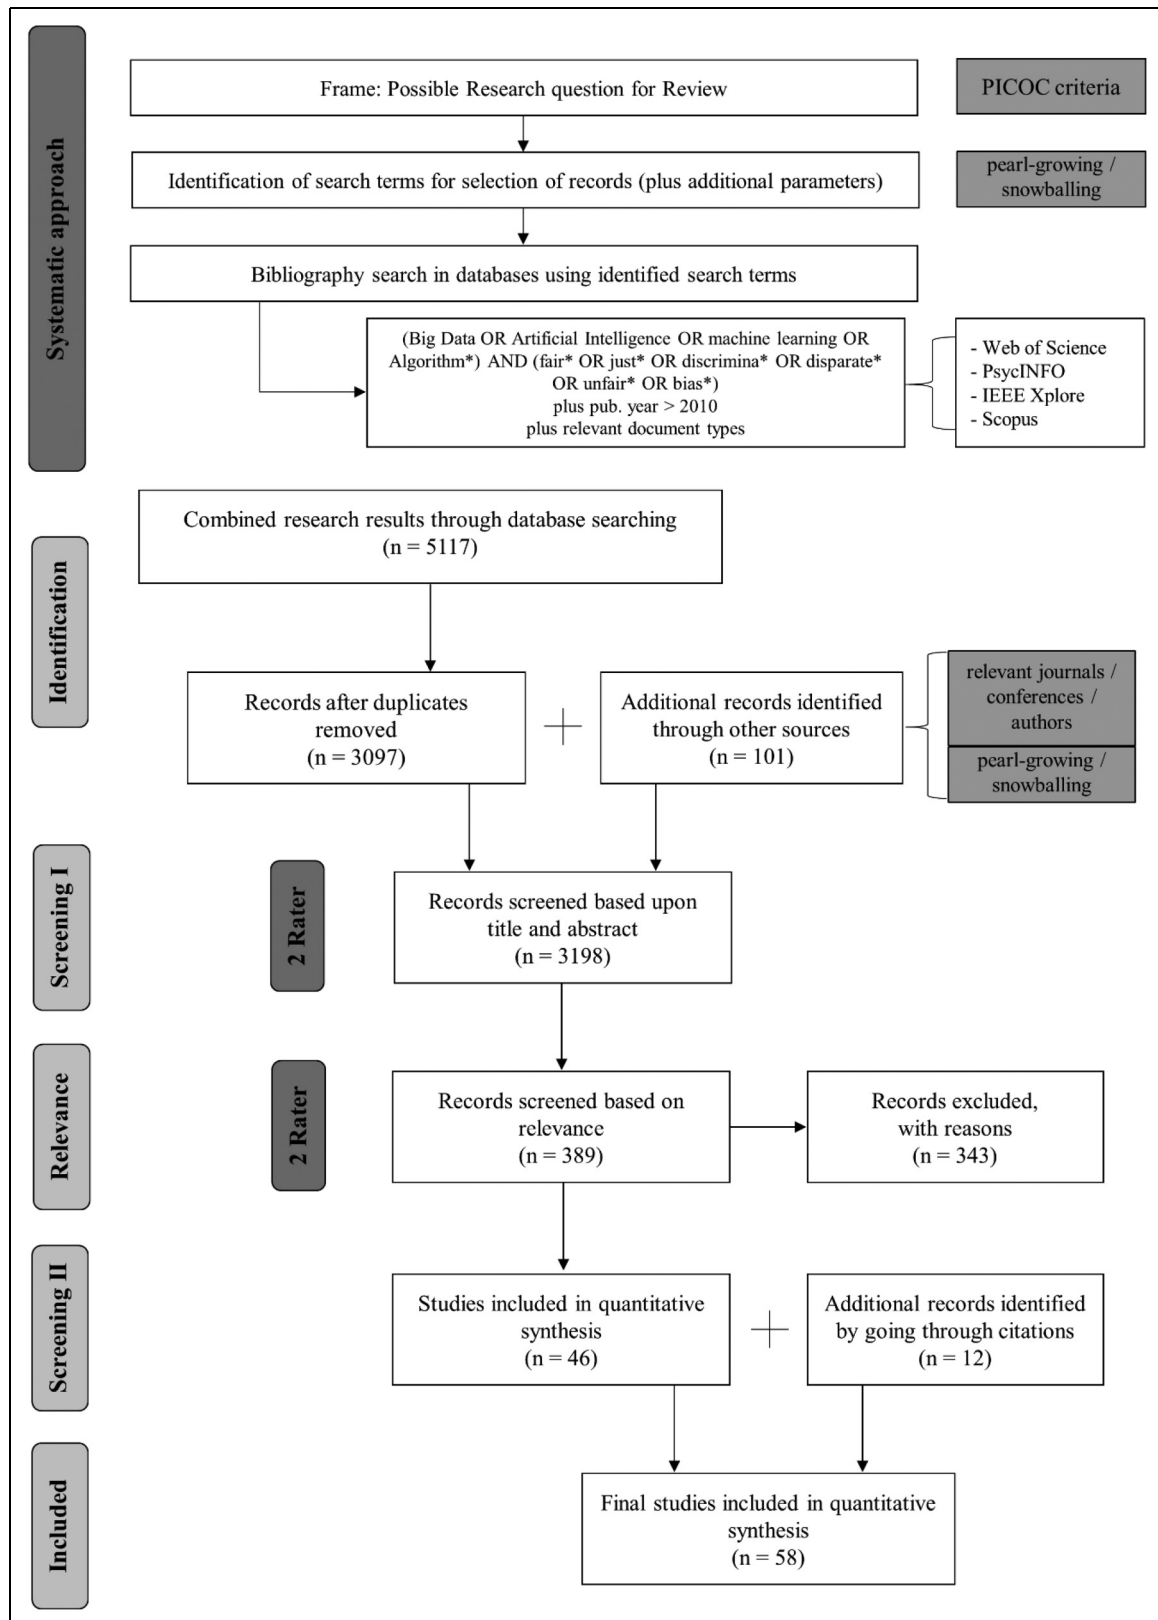 Systematic approach
Frame: Possible Research question for Review
PICOC criteria
Identification of search terms for selection of records (plus additional parameters)
pearl-growing /
snowballing
Bibliography search in databases using identified search terms
(Big Data OR Artificial Intelligence OR machine learning OR
Algorithm*) AND (fair* OR just* OR discrimina* OR disparate*
OR unfair* OR bias*)
plus pub. year > 2010
plus relevant document types
- Web of Science
- PsycINFO
- IEEE Xplore
- Scopus
Identification
Combined research results through database searching
(n = 5117)
Records after duplicates
removed
(n = 3097)
Additional records identified
through other sources
(n = 101)
relevant journals /
conferences /
authors
pearl-growing /
snowballing
Screening I
2 Rater
Records screened based upon
title and abstract
(n = 3198)
Relevance
2 Rater
Records screened based on
relevance
(n = 389)
Records excluded,
with reasons
(n = 343)
Screening II
Studies included in quantitative
synthesis
(n = 46)
Additional records identified
by going through citations
(n = 12)
Included
Final studies included in quantitative
synthesis
(n = 58)